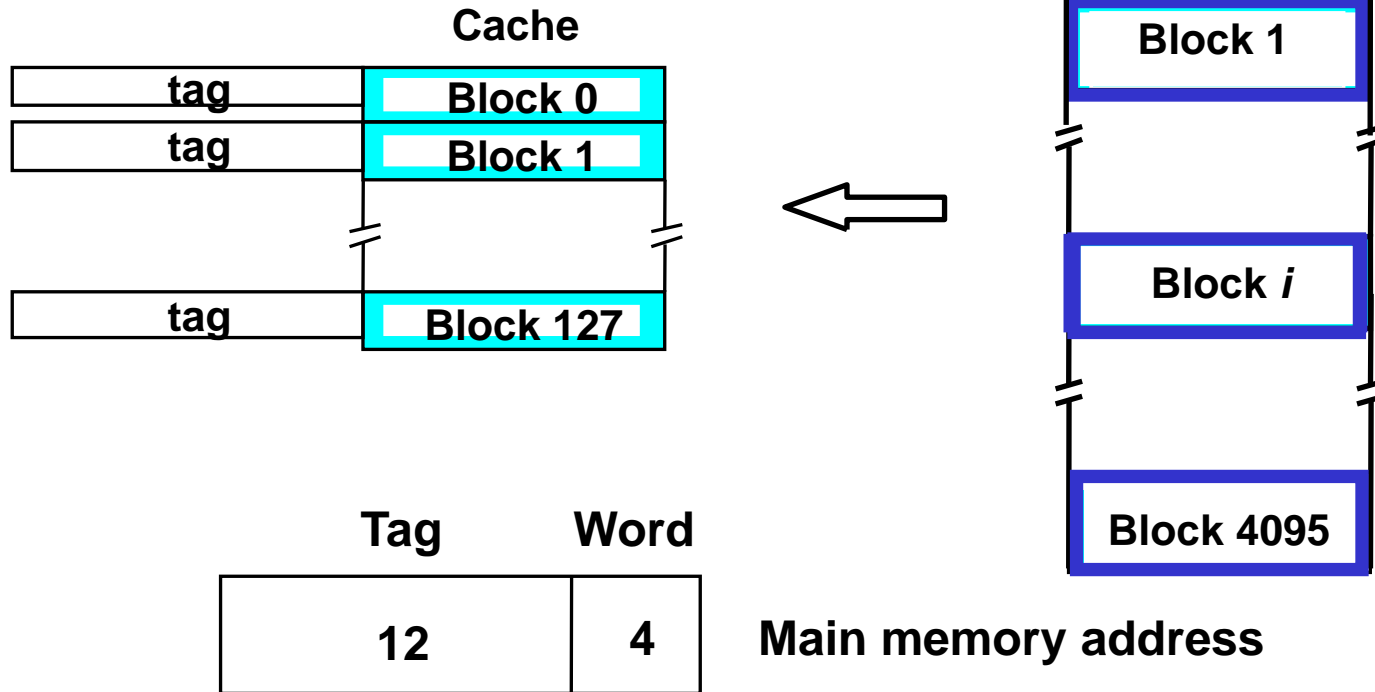 Cache
tag
Block 0
tag
Block 1
tag
Block 127
Block 1
Block i
Block 4095
Tag
Word
12
4
Main memory address